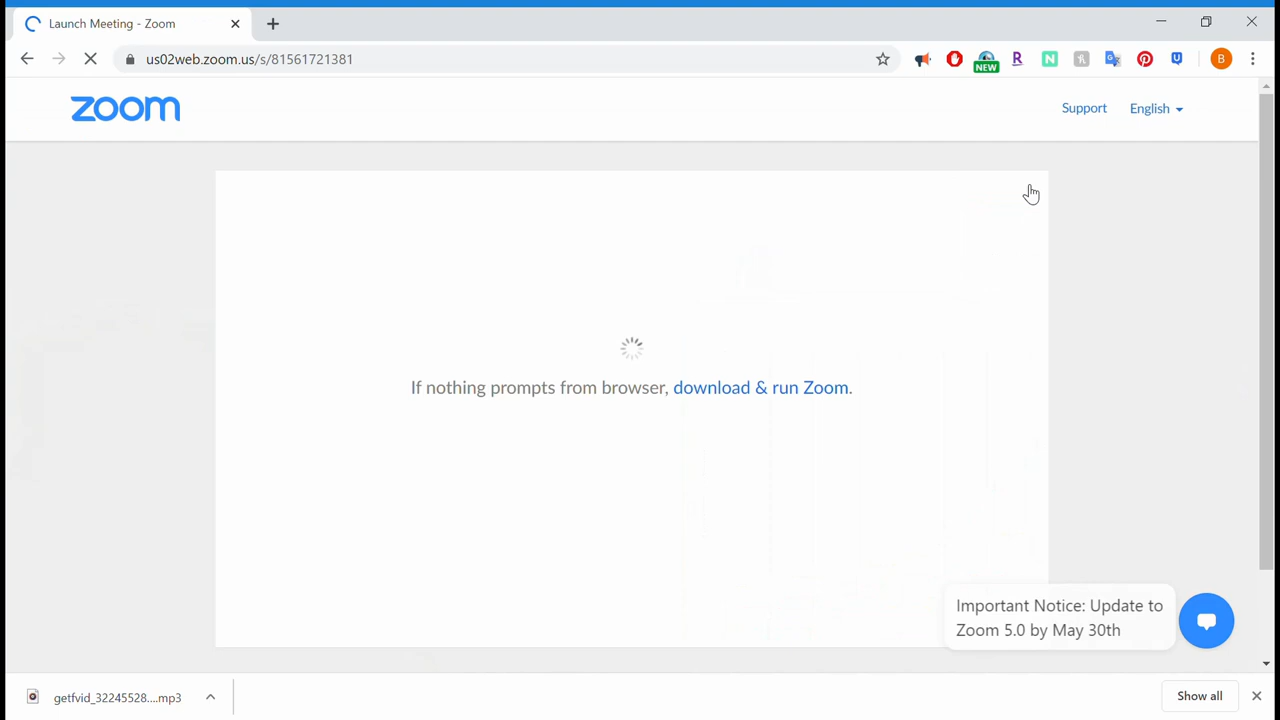 Launch Meeting - Zoom
us02web.zoom.us/s/81561721381
NEW
R
N
B
zoom
Support
English
If nothing prompts from browser, download & run Zoom.
Important Notice: Update to
Zoom 5.0 by May 30th
getfvid_32245528....mp3
Show all